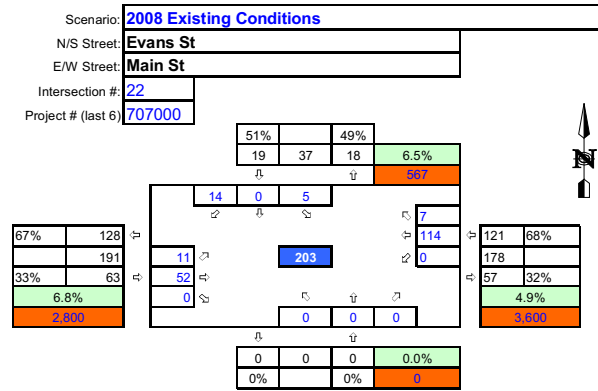 Scenario: 2008 Existing Conditions
N/S Street: Evans St
E/W Street: Main St
Intersection #: 22
Project # (last 6) 707000
51% 49%
19 37 18 6.5%
⇩ ⇧ 567
N
14 0 5
⬃ ⇩ ⬂ ⬁ 7
67% 128 ⇦ ⇦ 114 ⇦ 121 68%
191 11 ⬀ 203 ⬃ 0 178
33% 63 ⇨ 52 ⇨ ⇨ 57 32%
6.8% 0 ⬂ ⬁ ⇧ ⬀ 4.9%
2,800 0 0 0 3,600
⇩ ⇧
0 0 0 0.0%
0% 0% 0